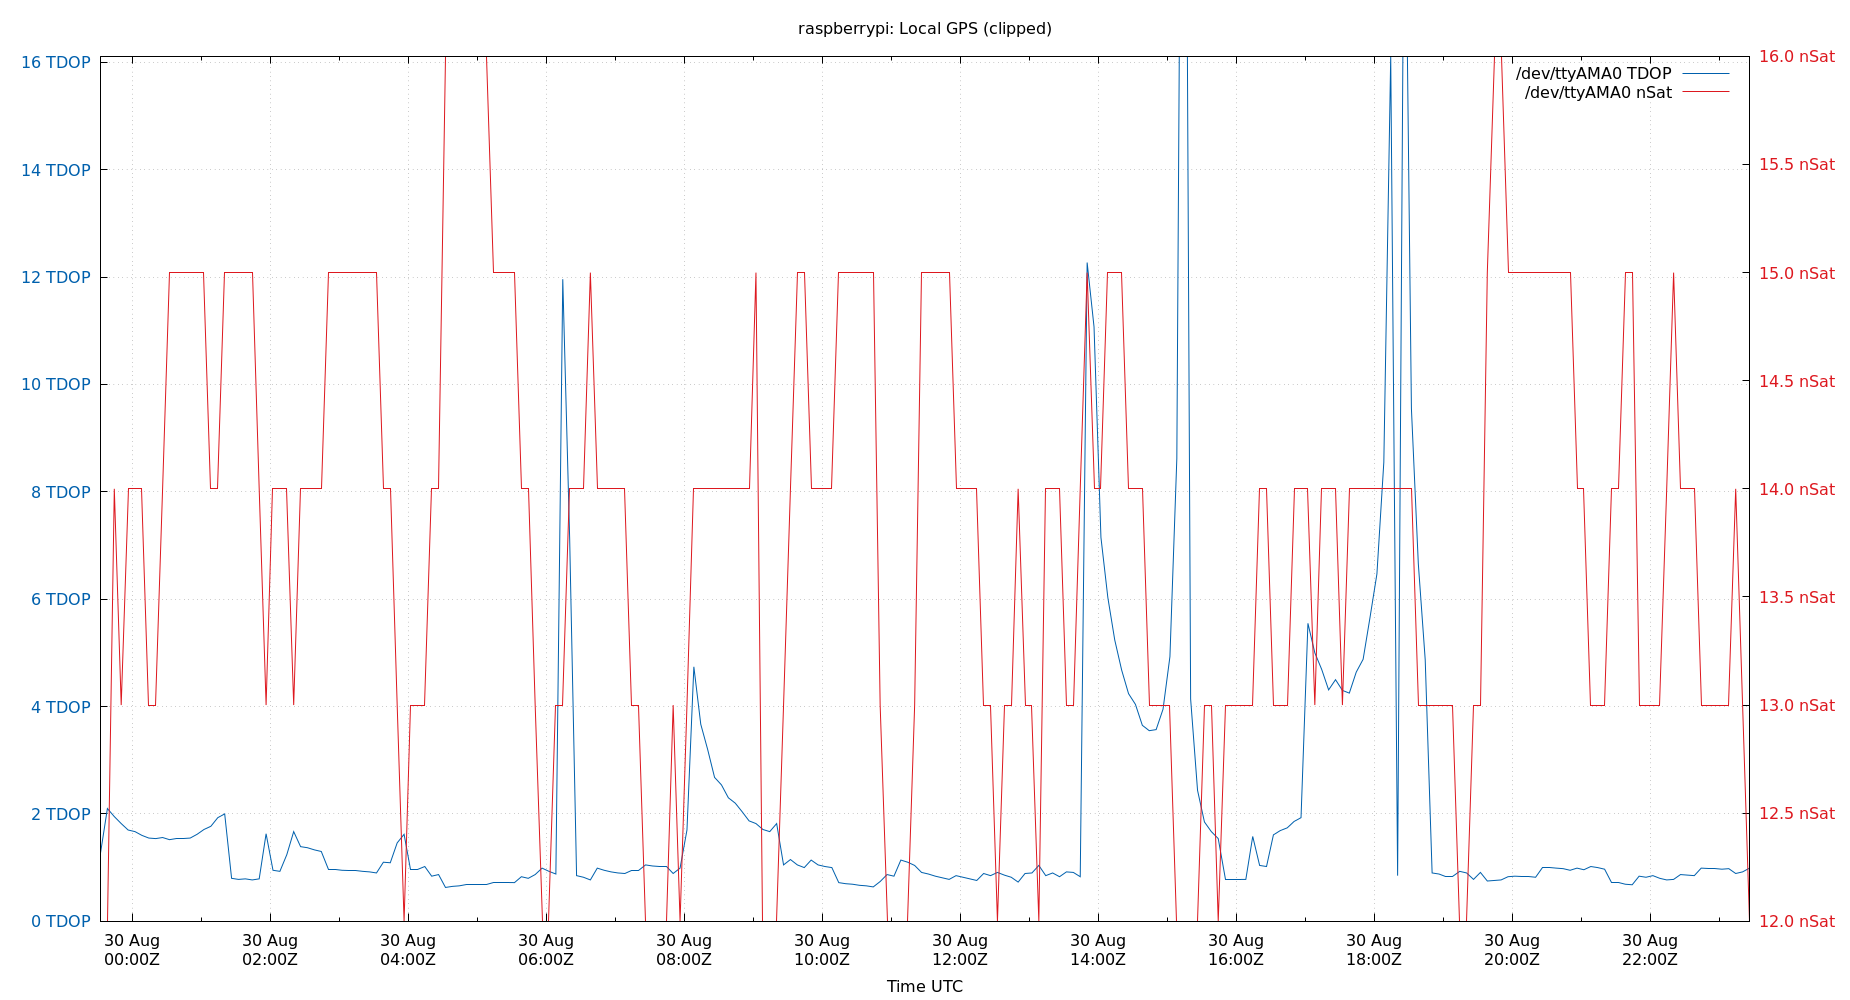 raspberrypi: Local GPS (clipped)
16 TDOP
14 TDOP
12 TDOP
10 TDOP
8 TDOP
6 TDOP
4 TDOP
2 TDOP
0 TDOP
/dev/ttyAMA0 TDOP
/dev/ttyAMA0 nSat
16.0 nSat
15.5 nSat
15.0 nSat
14.5 nSat
14.0 nSat
13.5 nSat
13.0 nSat
12.5 nSat
12.0 nSat
30 Aug 30 Aug 30 Aug 30 Aug 30 Aug 30 Aug 30 Aug 30 Aug 30 Aug 30 Aug 30 Aug 30 Aug
00:00Z 02:00Z 04:00Z 06:00Z 08:00Z 10:00Z 12:00Z 14:00Z 16:00Z 18:00Z 20:00Z 22:00Z
Time UTC